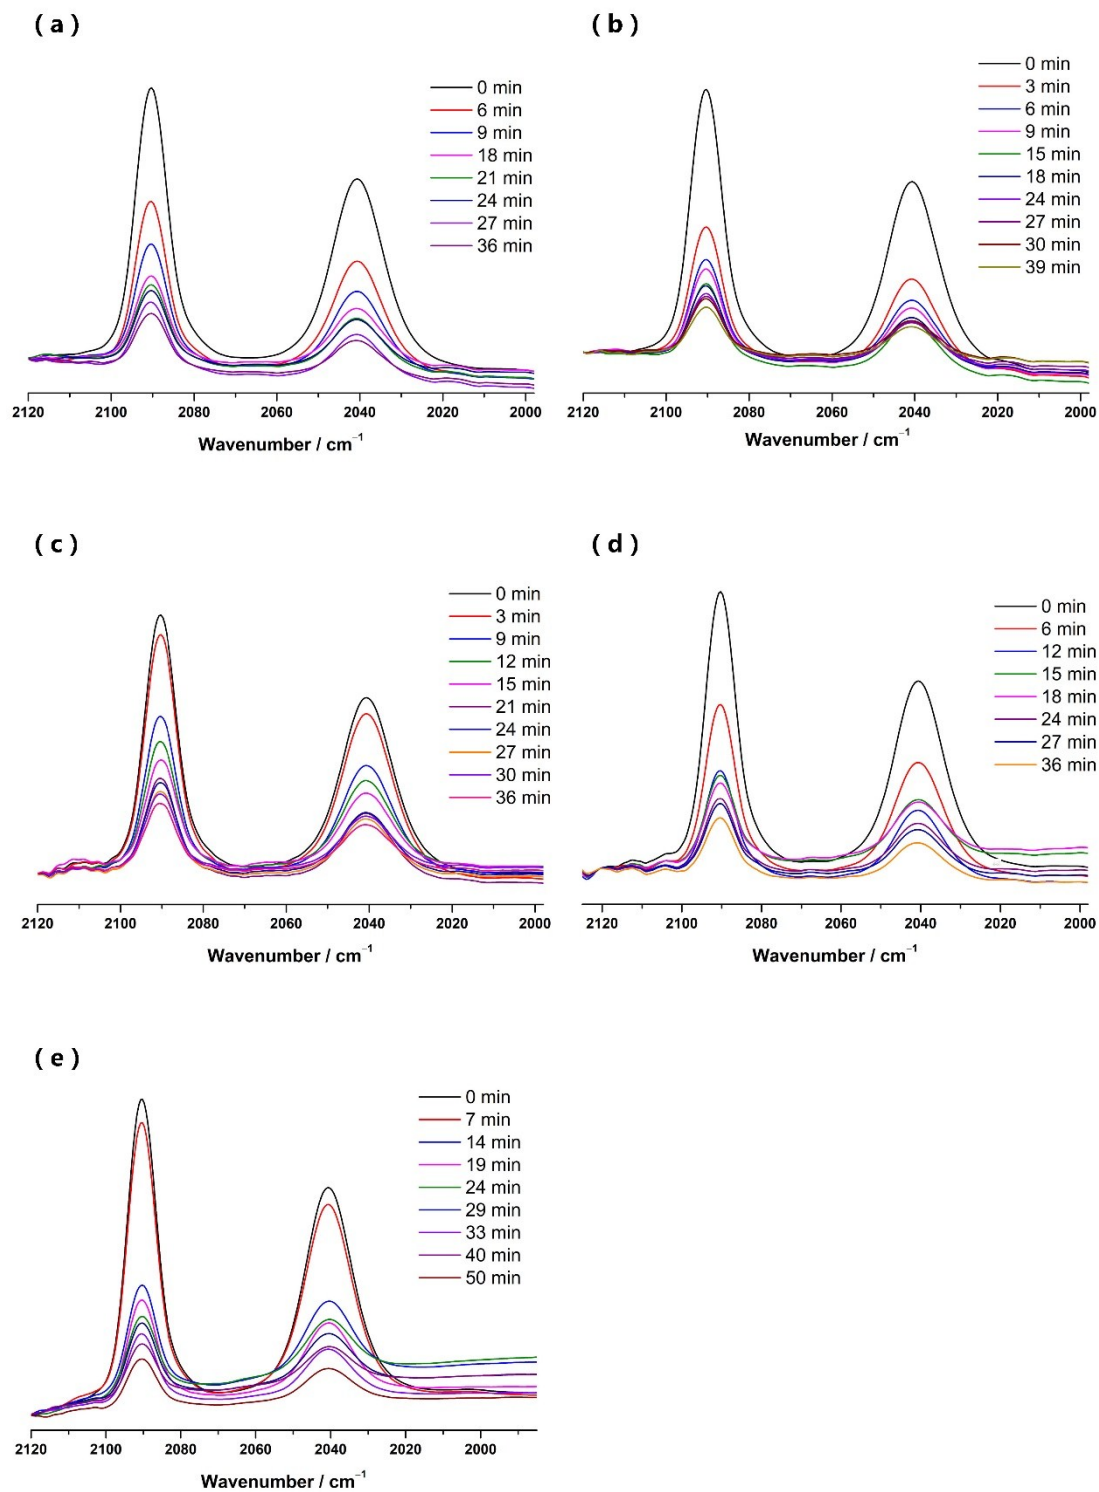 ( a )
0 min
6 min
9 min
18 min
21 min
24 min
27 min
36 min
2120 2100 2080 2060 2040 2020 2000
Wavenumber / cm⁻¹
( b )
0 min
3 min
6 min
9 min
15 min
18 min
24 min
27 min
30 min
39 min
2120 2100 2080 2060 2040 2020 2000
Wavenumber / cm⁻¹
( c )
0 min
3 min
9 min
12 min
15 min
21 min
24 min
27 min
30 min
36 min
2120 2100 2080 2060 2040 2020 2000
Wavenumber / cm⁻¹
( d )
0 min
6 min
12 min
15 min
18 min
24 min
27 min
36 min
2120 2100 2080 2060 2040 2020 2000
Wavenumber / cm⁻¹
( e )
0 min
7 min
14 min
19 min
24 min
29 min
33 min
40 min
50 min
2120 2100 2080 2060 2040 2020 2000
Wavenumber / cm⁻¹